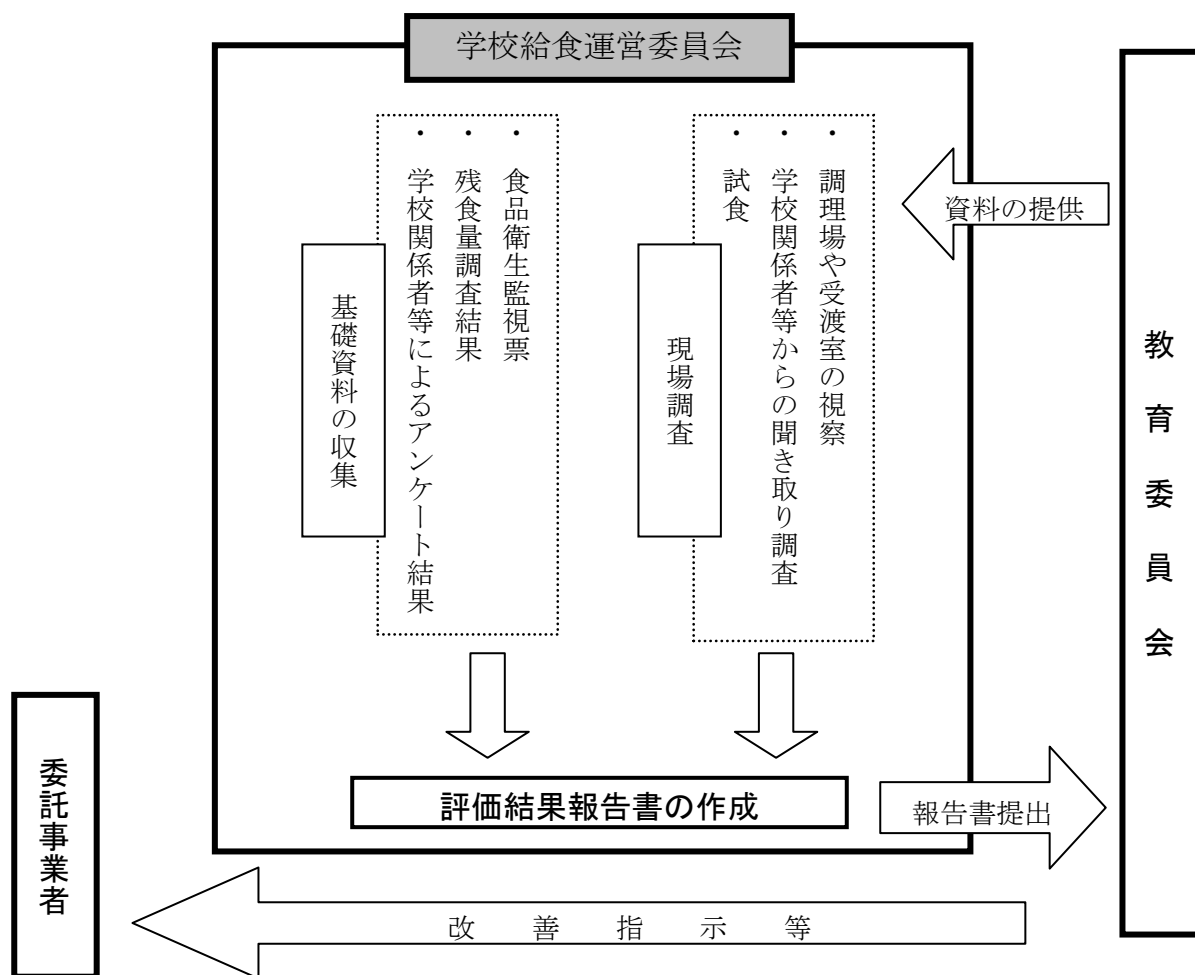 学校給食運営委員会
資料の提供
・調理場や受渡室の視察
・学校関係者等からの聞き取り調査
・試食
現場調査
・食品衛生監視票
・残食量調査結果
・学校関係者等によるアンケート結果
基礎資料の収集
教育委員会
評価結果報告書の作成
報告書提出
委託事業者
改善指示等